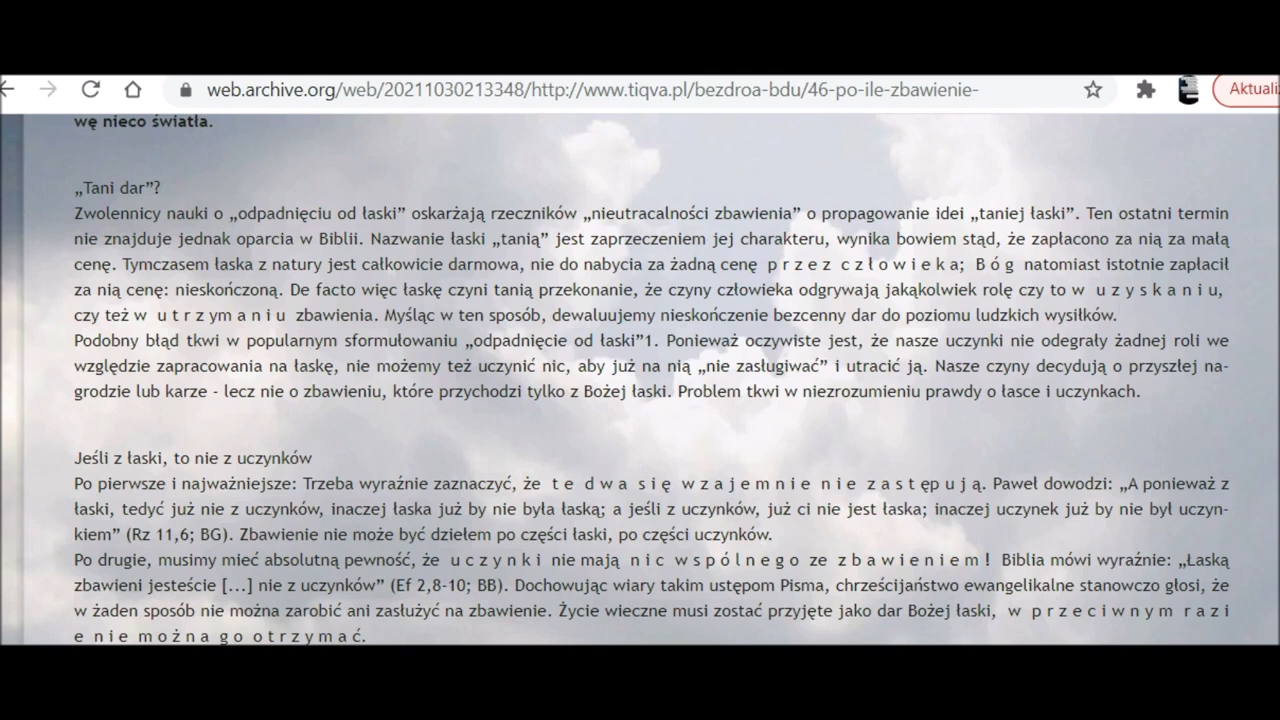 web.archive.org/web/20211030213348/http://www.tiqva.pl/bezdroa-bdu/46-po-ile-zbawienie-
Aktuali
wę nieco światła.
„Tani dar”?
Zwolennicy nauki o „odpadnięciu od łaski” oskarżają rzeczników „nieutracalności zbawienia” o propagowanie idei „taniej łaski”. Ten ostatni termin
nie znajduje jednak oparcia w Biblii. Nazwanie łaski „tanią” jest zaprzeczeniem jej charakteru, wynika bowiem stąd, że zapłacono za nią za małą
cenę. Tymczasem łaska z natury jest całkowicie darmowa, nie do nabycia za żadną cenę p r z e z c z ł o w i e k a; B ó g natomiast istotnie zapłacił
za nią cenę: nieskończoną. De facto więc łaskę czyni tanią przekonanie, że czyny człowieka odgrywają jakąkolwiek rolę czy to w u z y s k a n i u,
czy też w u t r z y m a n i u zbawienia. Myśląc w ten sposób, dewaluujemy nieskończenie bezcenny dar do poziomu ludzkich wysiłków.
Podobny błąd tkwi w popularnym sformułowaniu „odpadnięcie od łaski”1. Ponieważ oczywiste jest, że nasze uczynki nie odegrały żadnej roli we
względzie zapracowania na łaskę, nie możemy też uczynić nic, aby już na nią „nie zasługiwać” i utracić ją. Nasze czyny decydują o przyszłej na-
grodzie lub karze - lecz nie o zbawieniu, które przychodzi tylko z Bożej łaski. Problem tkwi w niezrozumieniu prawdy o łasce i uczynkach.
Jeśli z łaski, to nie z uczynków
Po pierwsze i najważniejsze: Trzeba wyraźnie zaznaczyć, że t e d w a s i ę w z a j e m n i e n i e z a s t ę p u j ą. Paweł dowodzi: „A ponieważ z
łaski, tedyć już nie z uczynków, inaczej łaska już by nie była łaską; a jeśli z uczynków, już ci nie jest łaska; inaczej uczynek już by nie był uczyn-
kiem” (Rz 11,6; BG). Zbawienie nie może być dziełem po części łaski, po części uczynków.
Po drugie, musimy mieć absolutną pewność, że u c z y n k i nie mają n i c w s p ó l n e g o ze z b a w i e n i e m ! Biblia mówi wyraźnie: „Łaską
zbawieni jesteście [...] nie z uczynków” (Ef 2,8-10; BB). Dochowując wiary takim ustępom Pisma, chrześcijaństwo ewangelikalne stanowczo głosi, że
w żaden sposób nie można zarobić ani zasłużyć na zbawienie. Życie wieczne musi zostać przyjęte jako dar Bożej łaski, w p r z e c i w n y m r a z i
e n i e m o ż n a g o o t r z y m a ć.